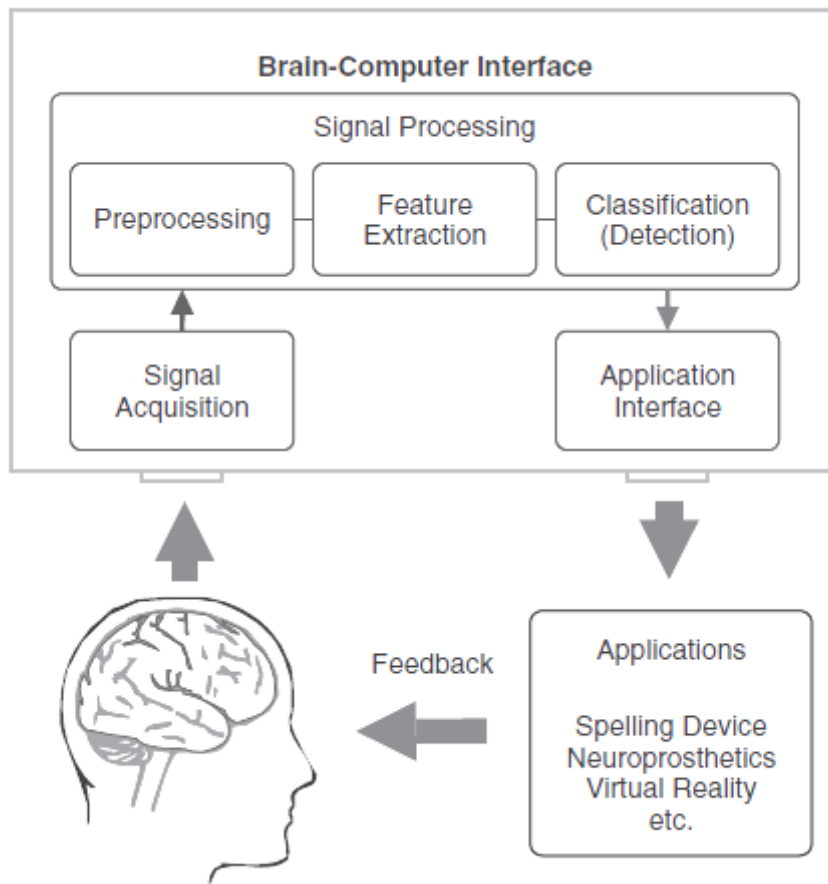 Brain-Computer Interface
Signal Processing
Preprocessing
Feature
Extraction
Classification
(Detection)
Signal
Acquisition
Application
Interface
Feedback
Applications
Spelling Device
Neuroprosthetics
Virtual Reality
etc.